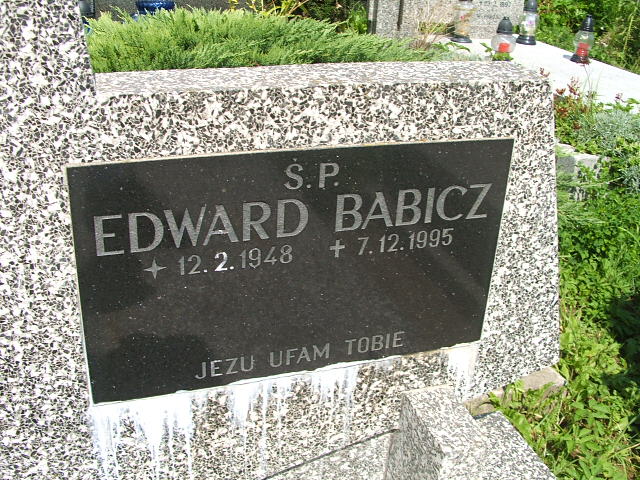 Ś.P.
EDWARD BABICZ
✦ 12.2.1948 ✝ 7.12.1995
JEZU UFAM TOBIE